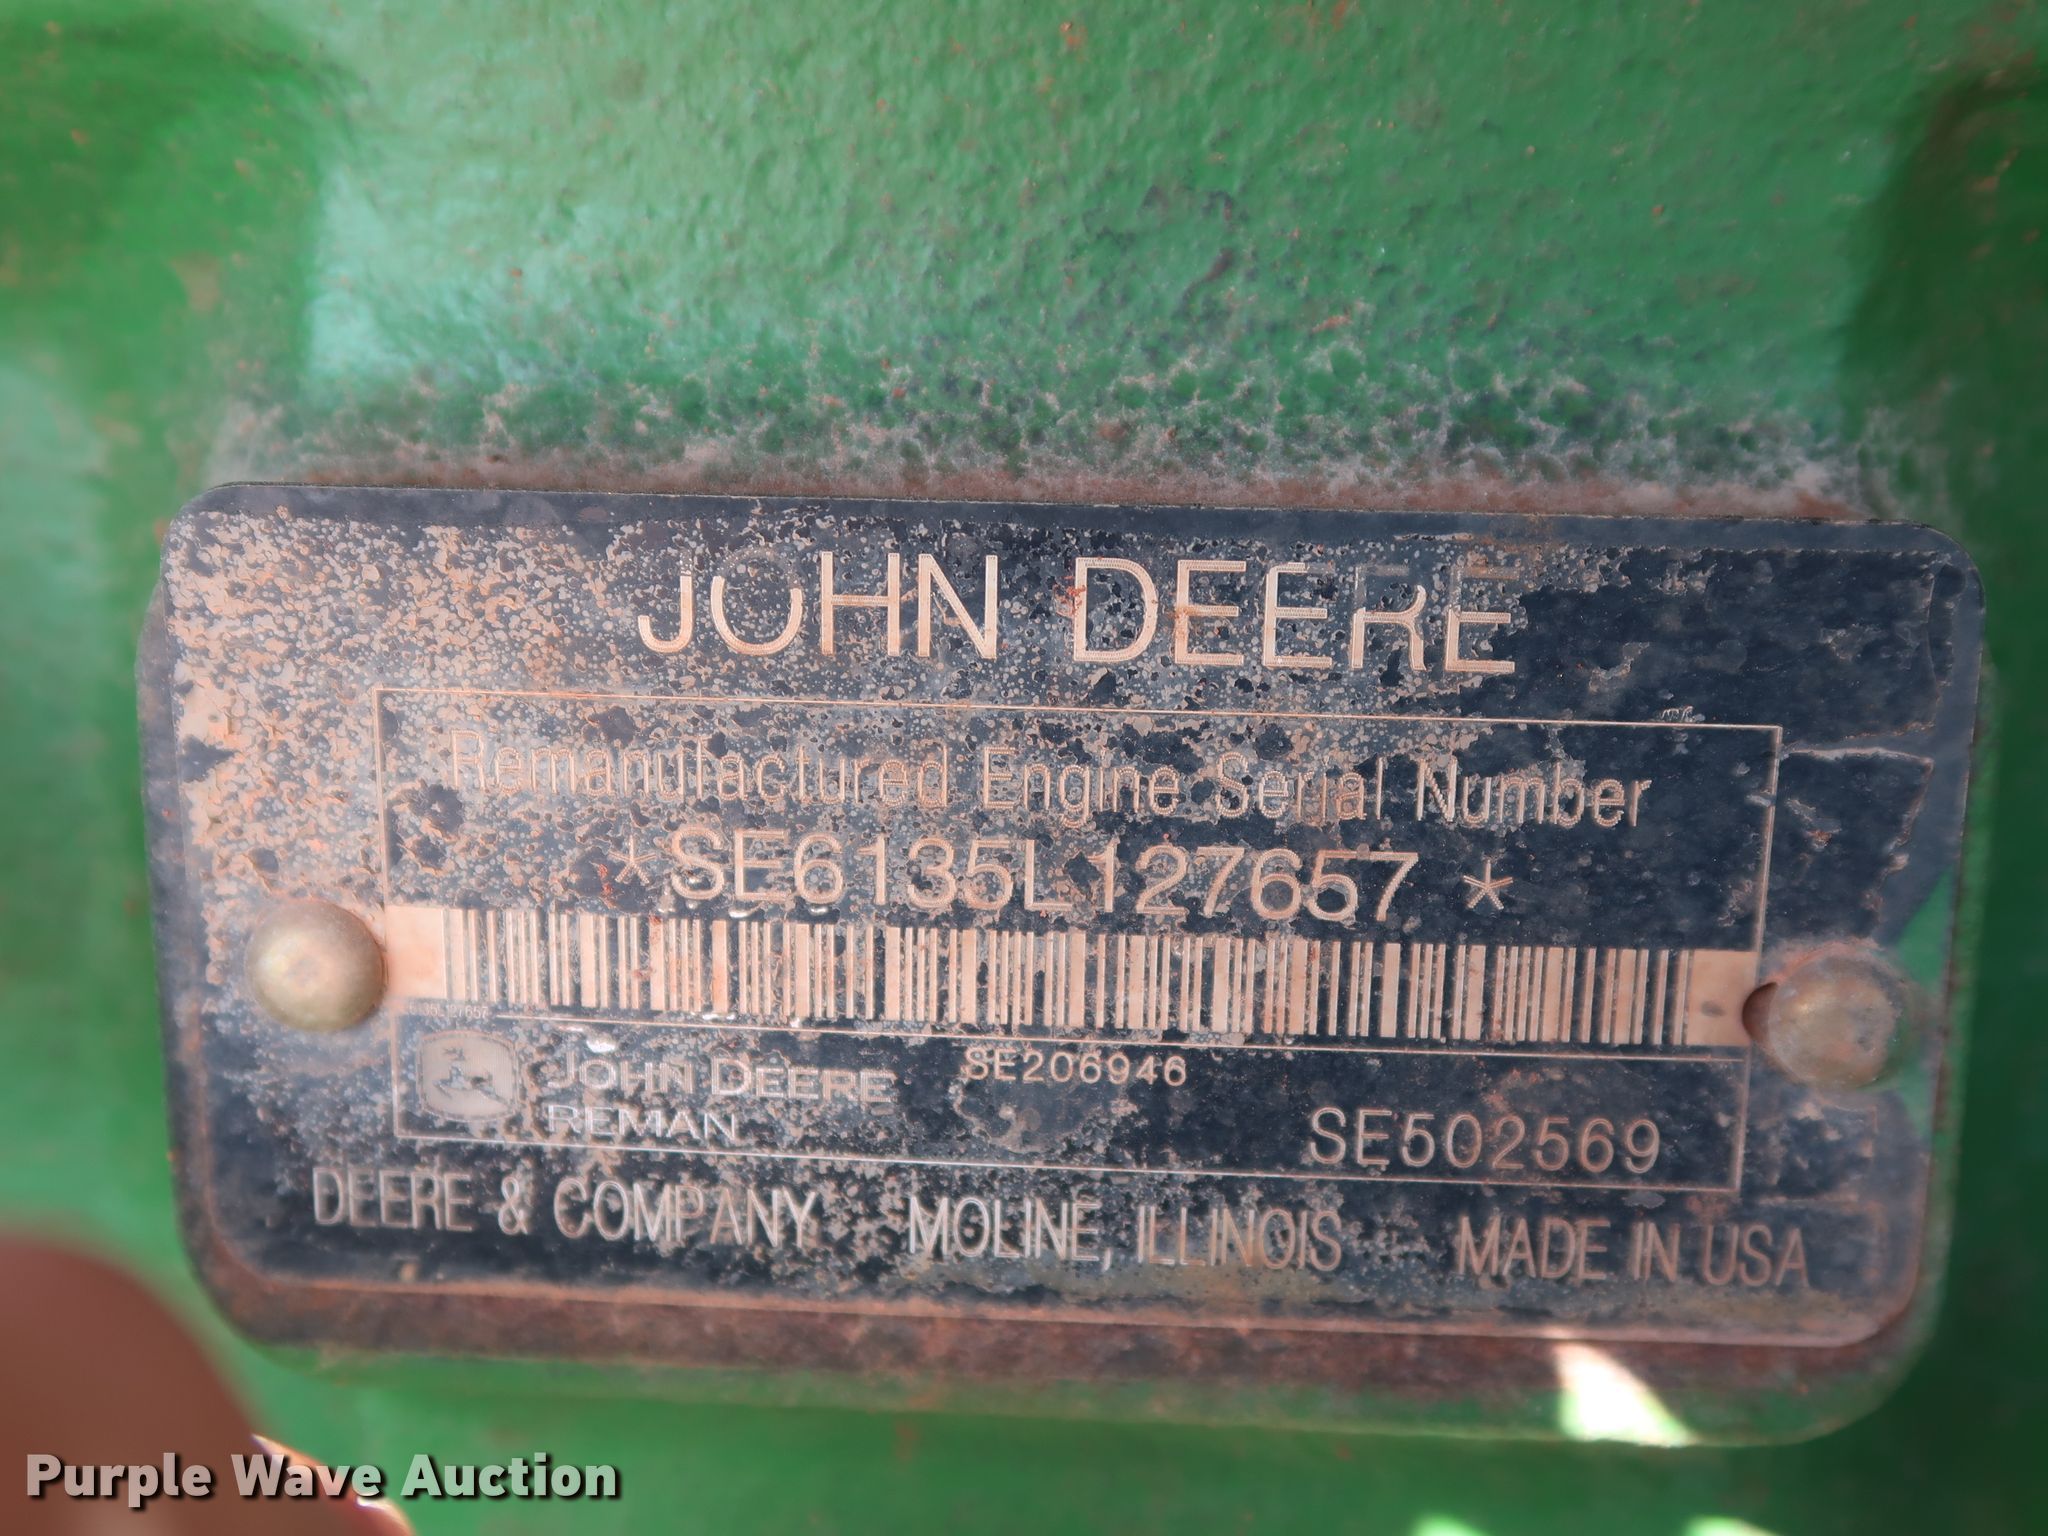 JOHN DEERE
Remanufactured Engine Serial Number
*SE6135L127657*
6135L127657
JOHN DEERE
REMAN
SE206946
SE502569
DEERE & COMPANY MOLINE, ILLINOIS MADE IN USA
Purple Wave Auction